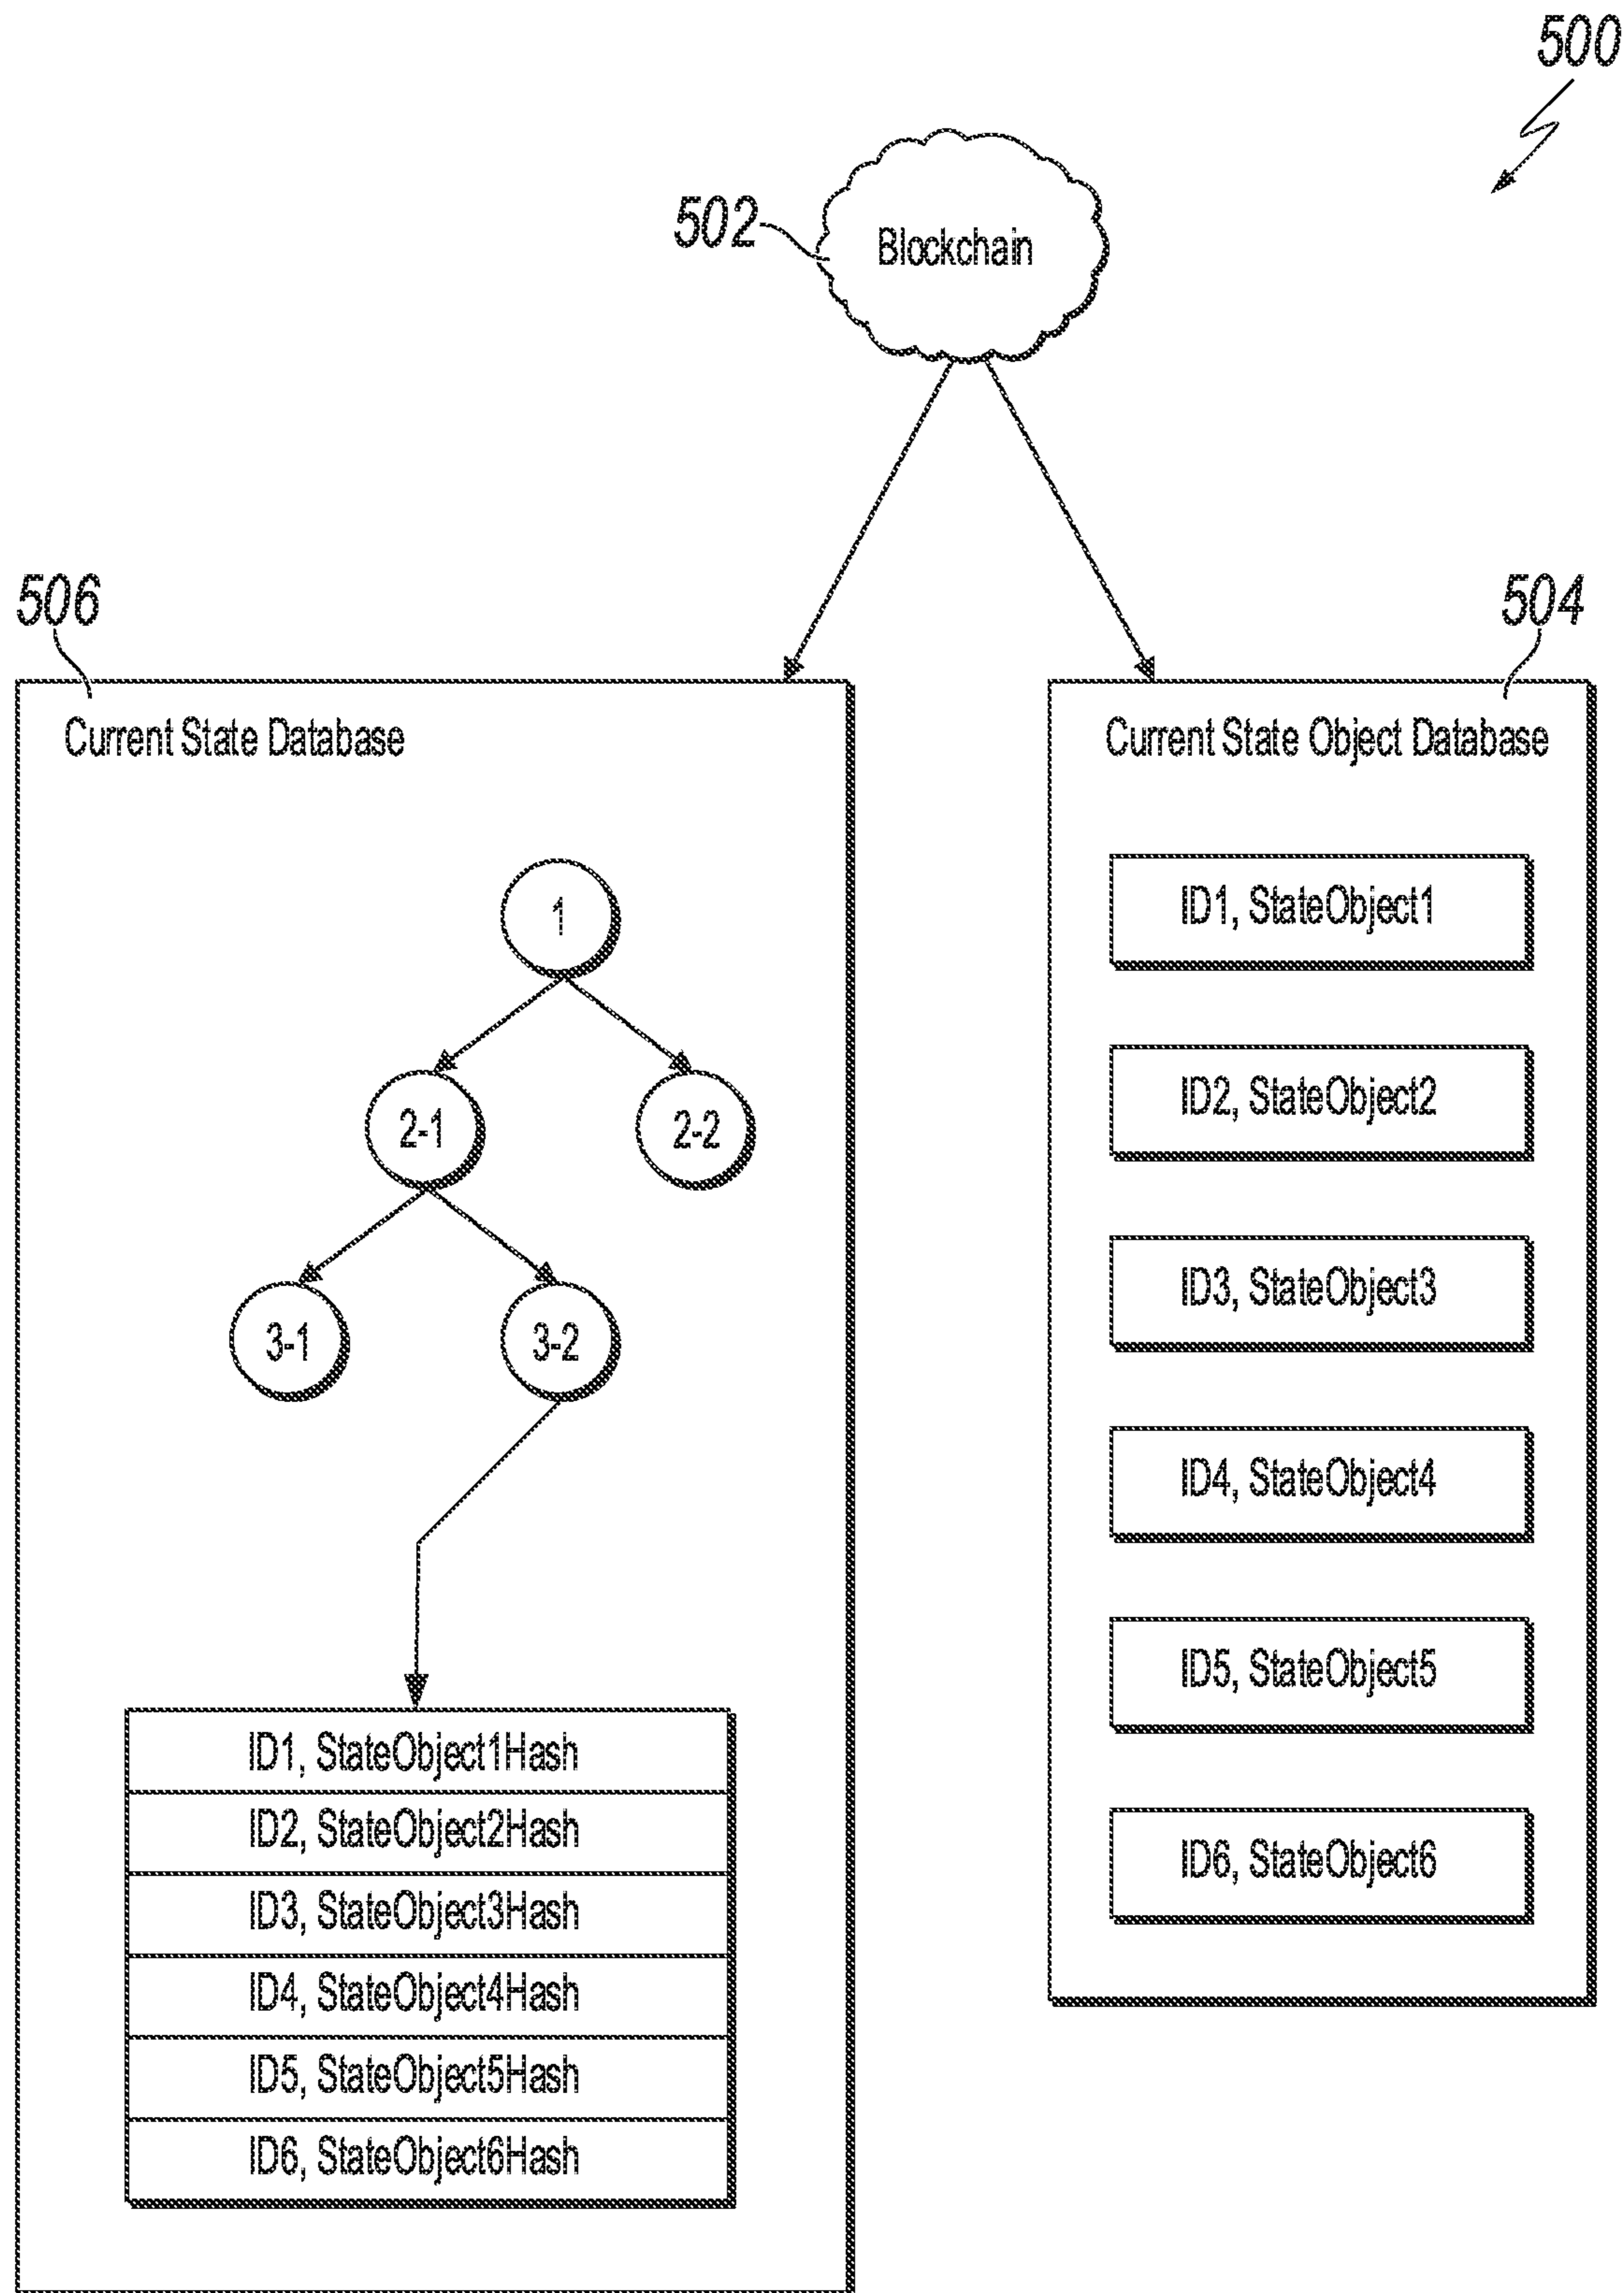 500
502
Blockchain
506
504
Current State Database
Current State Object Database
1
2-1
2-2
3-1
3-2
ID1, StateObject1Hash
ID2, StateObject2Hash
ID3, StateObject3Hash
ID4, StateObject4Hash
ID5, StateObject5Hash
ID6, StateObject6Hash
ID1, StateObject1
ID2, StateObject2
ID3, StateObject3
ID4, StateObject4
ID5, StateObject5
ID6, StateObject6